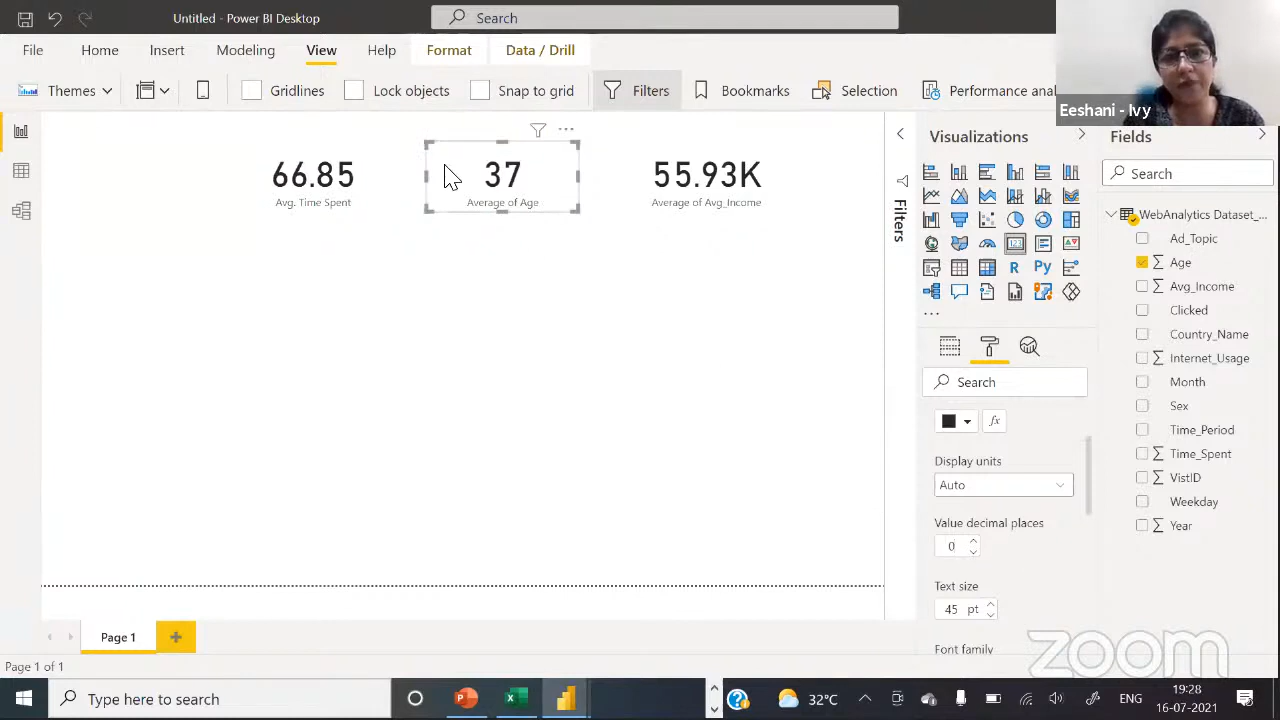 Untitled - Power BI Desktop
Search
Eeshani - Ivy
File
Home
Insert
Modeling
View
Help
Format
Data / Drill
Themes
Gridlines
Lock objects
Snap to grid
Filters
Bookmarks
Selection
Performance anal
66.85
Avg. Time Spent
37
Average of Age
55.93K
Average of Avg_Income
Filters
Visualizations
123
R
Py
Search
Display units
Auto
Value decimal places
0
Text size
45 pt
Font family
Fields
Search
WebAnalytics Dataset_...
Ad_Topic
Age
Avg_Income
Clicked
Country_Name
Internet_Usage
Month
Sex
Time_Period
Time_Spent
VistID
Weekday
Year
Page 1
Page 1 of 1
zoom
Type here to search
32°C
ENG
19:28
16-07-2021